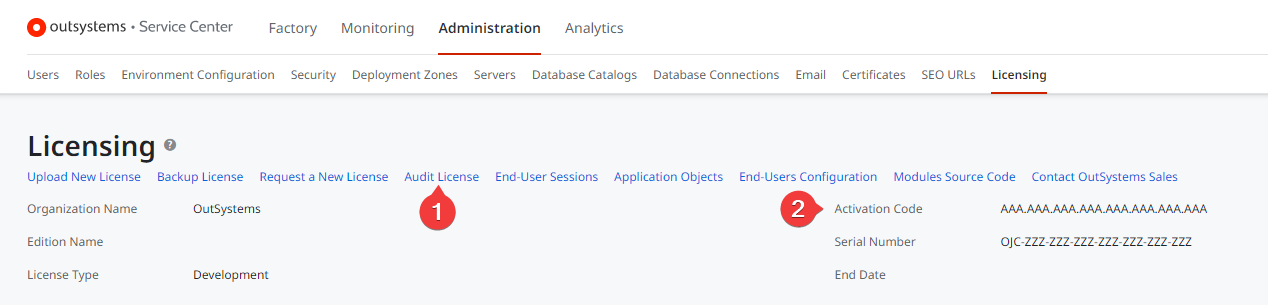 outsystems • Service Center Factory Monitoring Administration Analytics
Users Roles Environment Configuration Security Deployment Zones Servers Database Catalogs Database Connections Email Certificates SEO URLs Licensing
Licensing ?
Upload New License Backup License Request a New License Audit License End-User Sessions Application Objects End-Users Configuration Modules Source Code Contact OutSystems Sales
Organization Name OutSystems 1 2 Activation Code AAA.AAA.AAA.AAA.AAA.AAA.AAA.AAA
Edition Name Serial Number OJC-ZZZ-ZZZ-ZZZ-ZZZ-ZZZ-ZZZ-ZZZ
License Type Development End Date